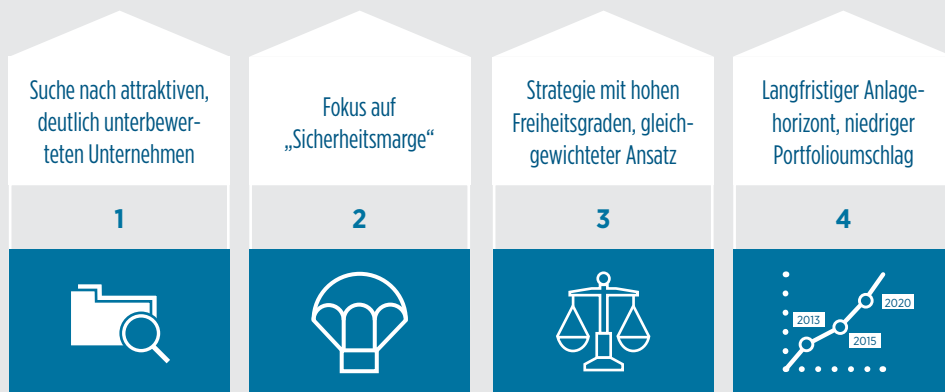 Suche nach attraktiven,
deutlich unterbewer-
teten Unternehmen
1
Fokus auf
„Sicherheitsmarge“
2
Strategie mit hohen
Freiheitsgraden, gleich-
gewichteter Ansatz
3
Langfristiger Anlage-
horizont, niedriger
Portfolioumschlag
4
2013
2015
2020